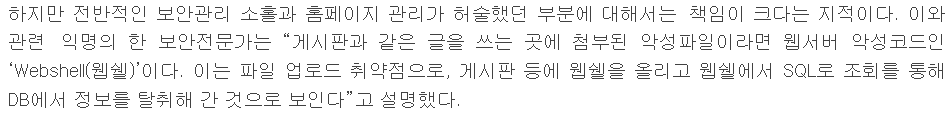 하지만 전반적인 보안관리 소홀과 홈페이지 관리가 허술했던 부분에 대해서는 책임이 크다는 지적이다. 이와
관련 익명의 한 보안전문가는 “게시판과 같은 글을 쓰는 곳에 첨부된 악성파일이라면 웹서버 악성코드인
‘Webshell(웹쉘)’이다. 이는 파일 업로드 취약점으로, 게시판 등에 웹쉘을 올리고 웹쉘에서 SQL로 조회를 통해
DB에서 정보를 탈취해 간 것으로 보인다”고 설명했다.